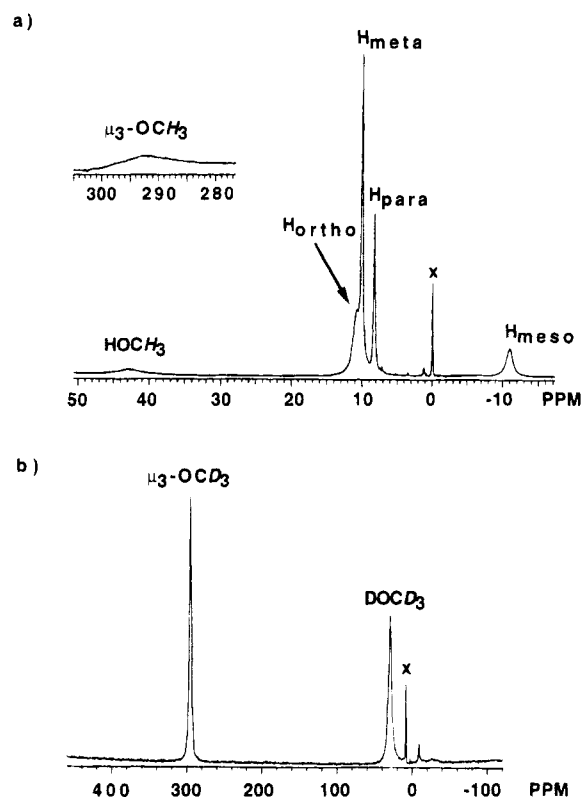 a)
Hmeta
μ3-OCH3
300 290 280
Hpara
Hortho
x
HOCH3
Hmeso
50 40 30 20 10 0 -10 PPM
b)
μ3-OCD3
DOCD3
x
400 300 200 100 0 -100 PPM